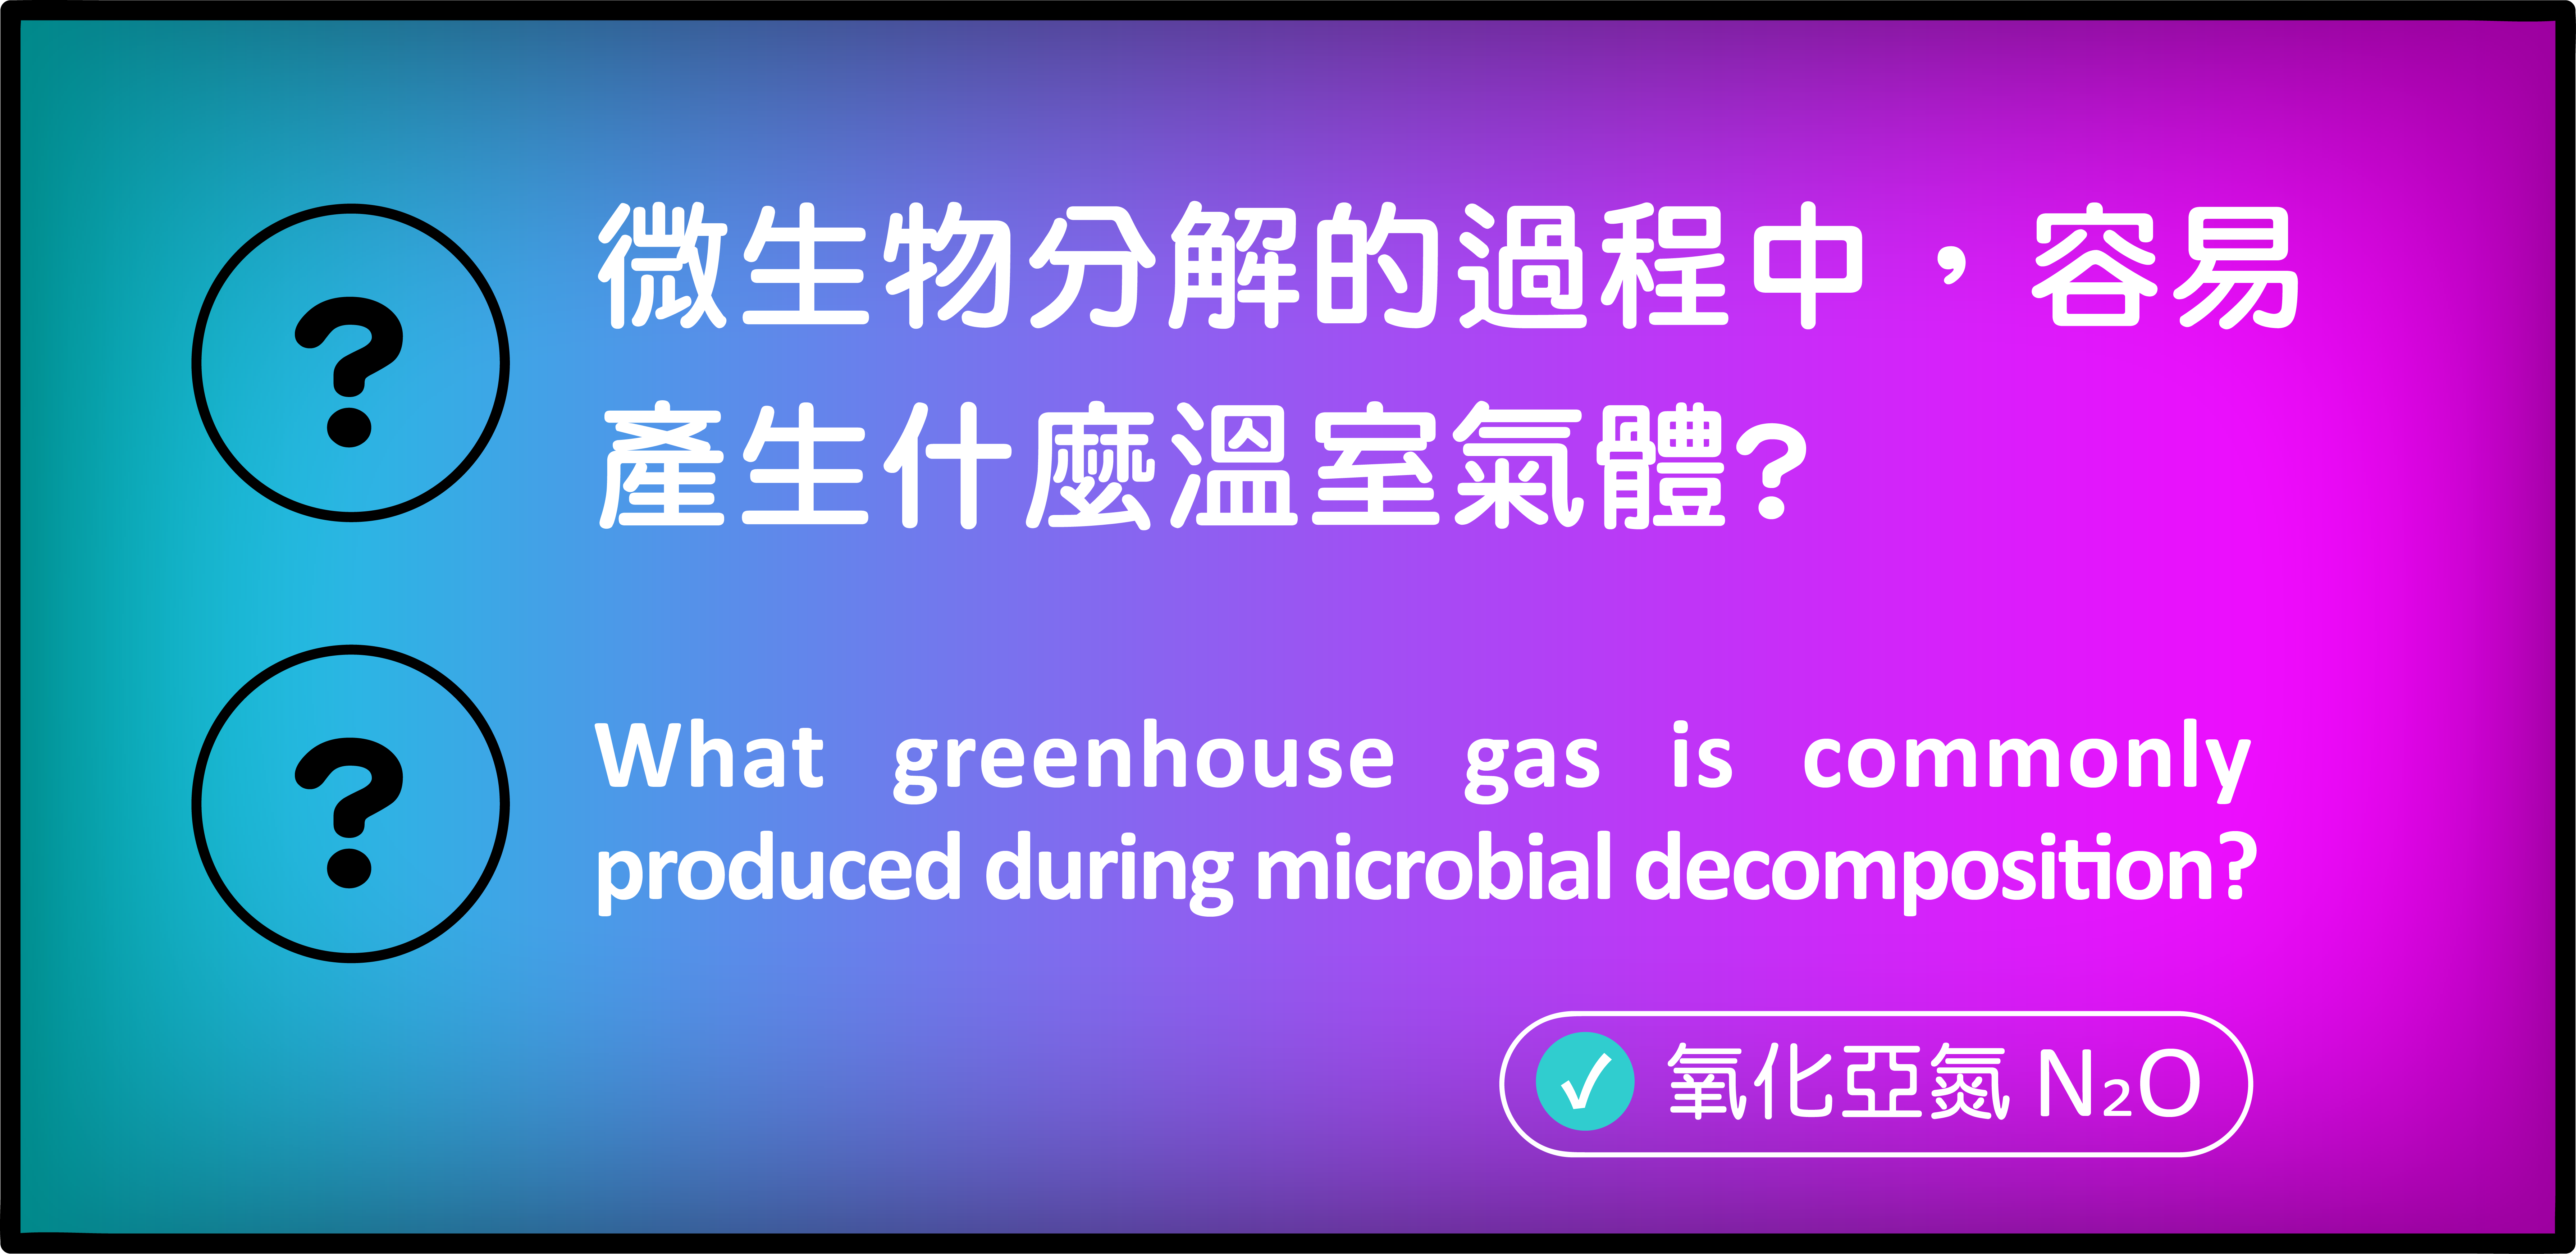 微生物分解的過程中，容易
產生什麼溫室氣體?
What greenhouse gas is commonly
produced during microbial decomposition?
氧化亞氮 N₂O